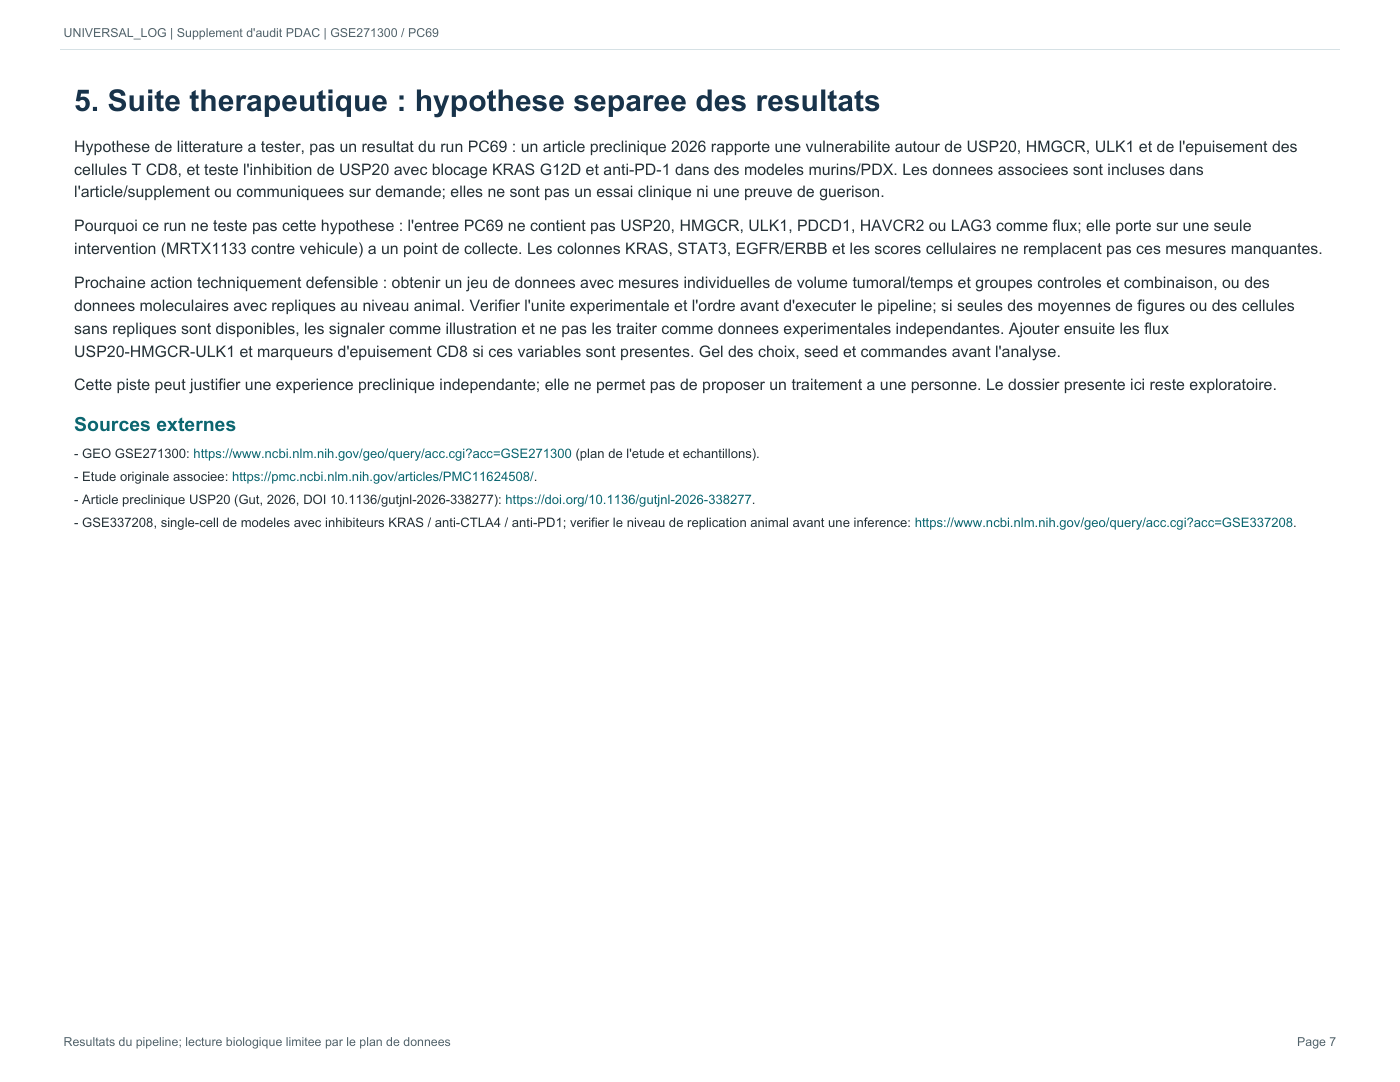 UNIVERSAL_LOG | Supplement d'audit PDAC | GSE271300 / PC69
5. Suite therapeutique : hypothese separee des resultats
Hypothese de litterature a tester, pas un resultat du run PC69 : un article preclinique 2026 rapporte une vulnerabilite autour de USP20, HMGCR, ULK1 et de l'epuisement des
cellules T CD8, et teste l'inhibition de USP20 avec blocage KRAS G12D et anti-PD-1 dans des modeles murins/PDX. Les donnees associees sont incluses dans
l'article/supplement ou communiquees sur demande; elles ne sont pas un essai clinique ni une preuve de guerison.
Pourquoi ce run ne teste pas cette hypothese : l'entree PC69 ne contient pas USP20, HMGCR, ULK1, PDCD1, HAVCR2 ou LAG3 comme flux; elle porte sur une seule
intervention (MRTX1133 contre vehicule) a un point de collecte. Les colonnes KRAS, STAT3, EGFR/ERBB et les scores cellulaires ne remplacent pas ces mesures manquantes.
Prochaine action techniquement defensible : obtenir un jeu de donnees avec mesures individuelles de volume tumoral/temps et groupes controles et combinaison, ou des
donnees moleculaires avec repliques au niveau animal. Verifier l'unite experimentale et l'ordre avant d'executer le pipeline; si seules des moyennes de figures ou des cellules
sans repliques sont disponibles, les signaler comme illustration et ne pas les traiter comme donnees experimentales independantes. Ajouter ensuite les flux
USP20-HMGCR-ULK1 et marqueurs d'epuisement CD8 si ces variables sont presentes. Gel des choix, seed et commandes avant l'analyse.
Cette piste peut justifier une experience preclinique independante; elle ne permet pas de proposer un traitement a une personne. Le dossier presente ici reste exploratoire.
Sources externes
- GEO GSE271300: https://www.ncbi.nlm.nih.gov/geo/query/acc.cgi?acc=GSE271300 (plan de l'etude et echantillons).
- Etude originale associee: https://pmc.ncbi.nlm.nih.gov/articles/PMC11624508/.
- Article preclinique USP20 (Gut, 2026, DOI 10.1136/gutjnl-2026-338277): https://doi.org/10.1136/gutjnl-2026-338277.
- GSE337208, single-cell de modeles avec inhibiteurs KRAS / anti-CTLA4 / anti-PD1; verifier le niveau de replication animal avant une inference: https://www.ncbi.nlm.nih.gov/geo/query/acc.cgi?acc=GSE337208.
Resultats du pipeline; lecture biologique limitee par le plan de donnees
Page 7